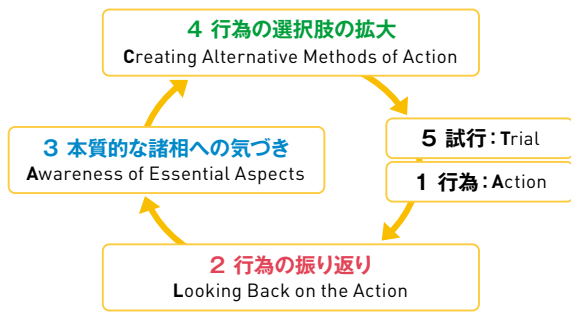 4 行為の選択肢の拡大
Creating Alternative Methods of Action
5 試行：Trial
1 行為：Action
3 本質的な諸相への気づき
Awareness of Essential Aspects
2 行為の振り返り
Looking Back on the Action